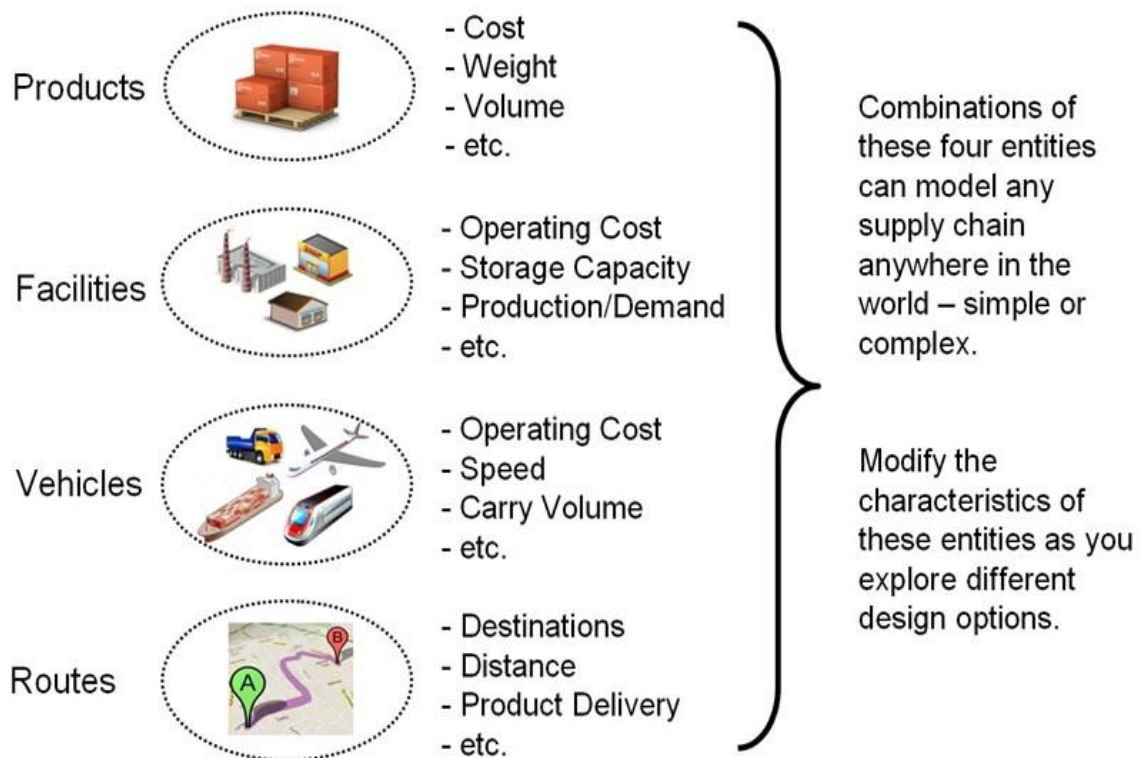 Products
- Cost
- Weight
- Volume
- etc.
Facilities
- Operating Cost
- Storage Capacity
- Production/Demand
- etc.
Vehicles
- Operating Cost
- Speed
- Carry Volume
- etc.
Routes
A
B
- Destinations
- Distance
- Product Delivery
- etc.
Combinations of
these four entities
can model any
supply chain
anywhere in the
world – simple or
complex.
Modify the
characteristics of
these entities as you
explore different
design options.